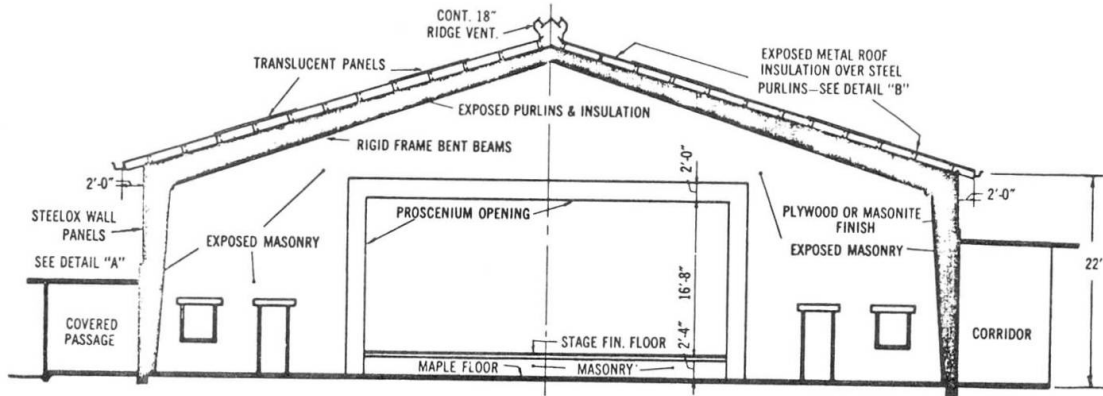 CONT. 18"
RIDGE VENT.
TRANSLUCENT PANELS
EXPOSED METAL ROOF
INSULATION OVER STEEL
PURLINS—SEE DETAIL "B"
EXPOSED PURLINS & INSULATION
RIGID FRAME BENT BEAMS
2'-0"
2'-0"
2'-0"
STEELOX WALL
PANELS
SEE DETAIL "A"
PROSCENIUM OPENING
PLYWOOD OR MASONITE
FINISH
EXPOSED MASONRY
EXPOSED MASONRY
22'
16'-8"
COVERED
PASSAGE
CORRIDOR
STAGE FIN. FLOOR
2'-4"
MAPLE FLOOR
MASONRY